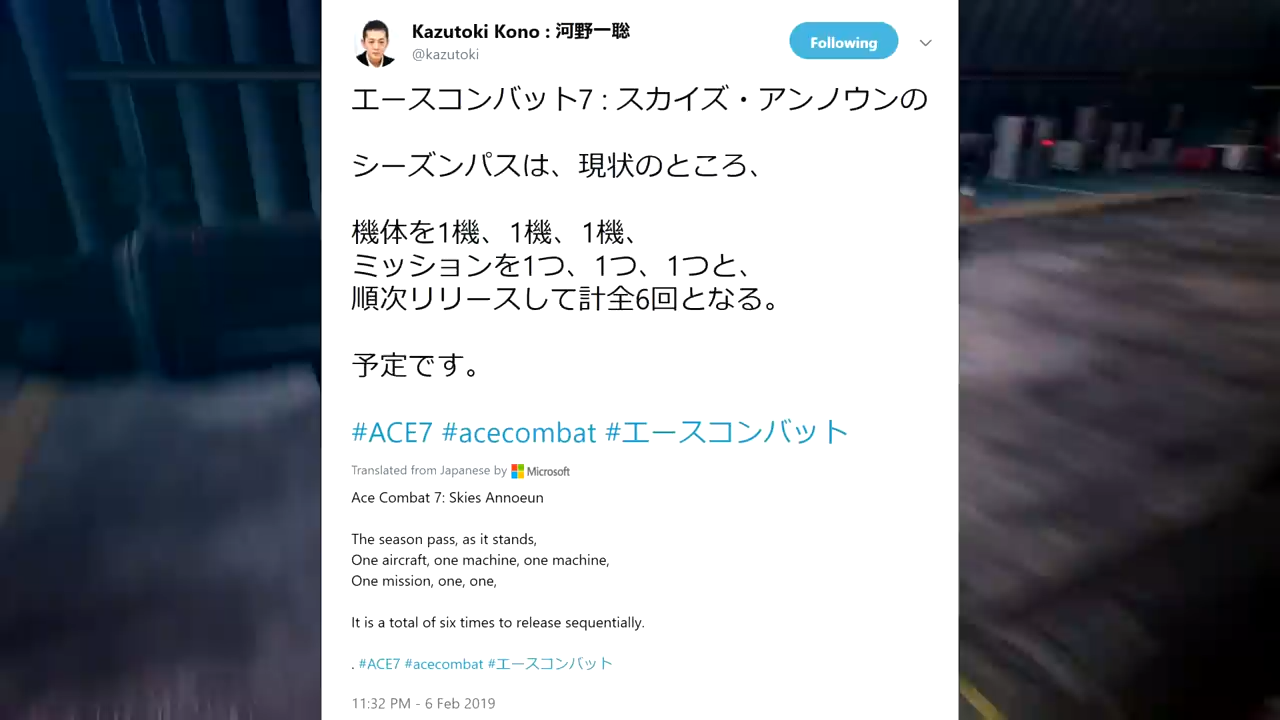 Kazutoki Kono : 河野一聡
@kazutoki
Following
エースコンバット7 : スカイズ・アンノウンの
シーズンパスは、現状のところ、
機体を1機、1機、1機、
ミッションを1つ、1つ、1つと、
順次リリースして計全6回となる。
予定です。
#ACE7 #acecombat #エースコンバット
Translated from Japanese by Microsoft
Ace Combat 7: Skies Annoeun
The season pass, as it stands,
One aircraft, one machine, one machine,
One mission, one, one,
It is a total of six times to release sequentially.
. #ACE7 #acecombat #エースコンバット
11:32 PM - 6 Feb 2019